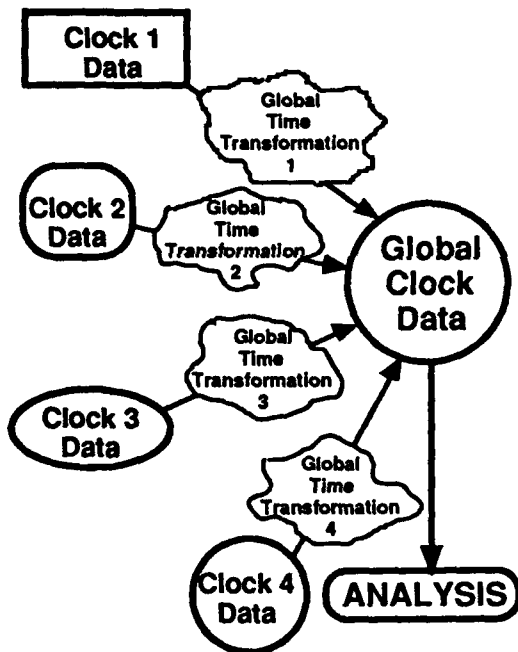 Clock 1
Data
Global
Time
Transformation
1
Clock 2
Data
Global
Time
Transformation
2
Global
Clock
Data
Global
Time
Transformation
3
Clock 3
Data
Global
Time
Transformation
4
Clock 4
Data
ANALYSIS